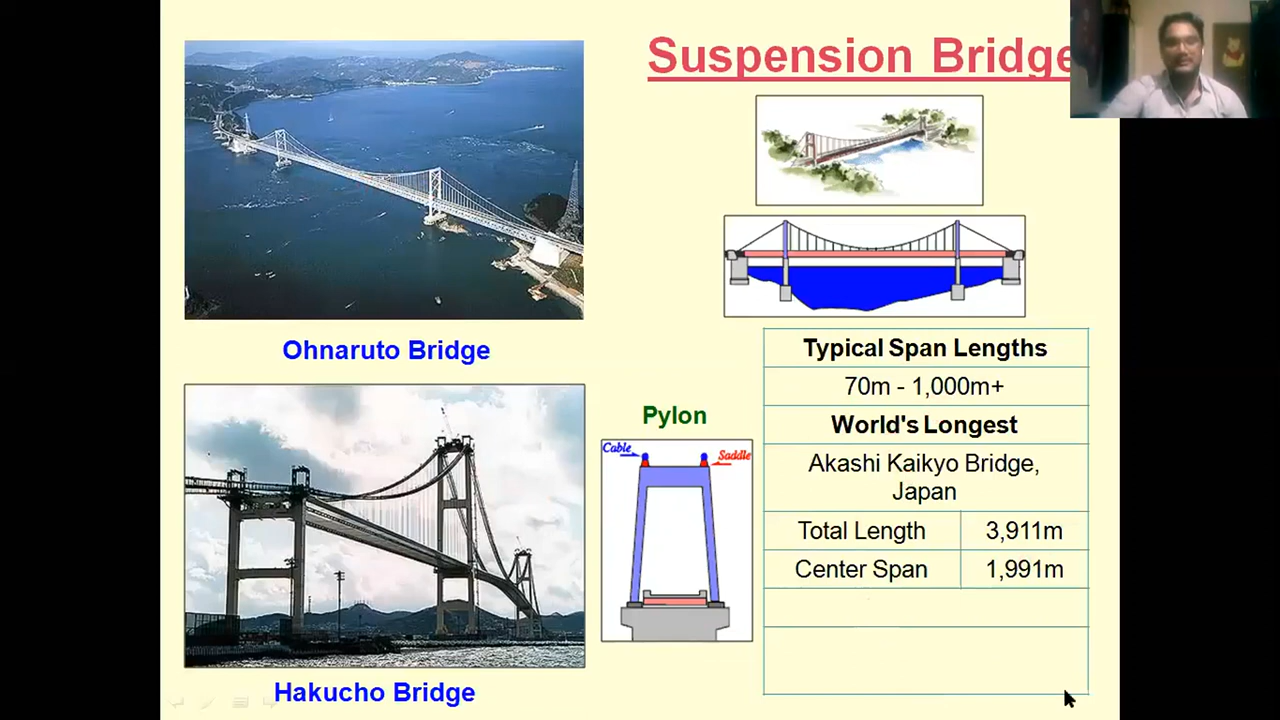 Suspension Bridge
Ohnaruto Bridge
Hakucho Bridge
Pylon
Cable
Saddle
Typical Span Lengths
70m - 1,000m+
World's Longest
Akashi Kaikyo Bridge,
Japan
Total Length 3,911m
Center Span 1,991m